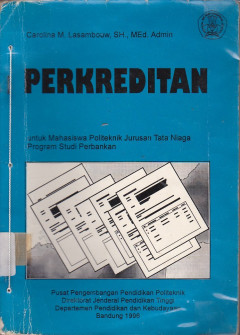 Carolina M. Lasambouw, SH., MEd. Admin
PERKREDITAN
untuk Mahasiswa Politeknik Jurusan Tata Niaga
Program Studi Perbankan
Pusat Pengembangan Pendidikan Politeknik
Direktorat Jenderal Pendidikan Tinggi
Departemen Pendidikan dan Kebudayaan
Bandung 1995